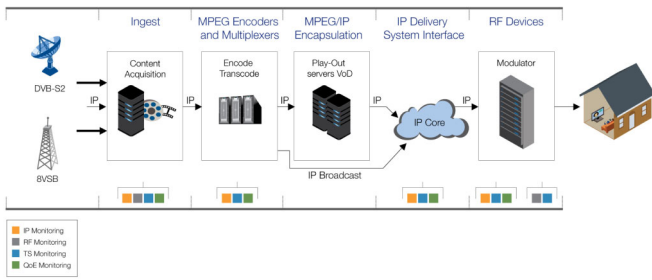 Ingest
MPEG Encoders
and Multiplexers
MPEG/IP
Encapsulation
IP Delivery
System Interface
RF Devices
Content
Acquisition
Encode
Transcode
Play-Out
servers VoD
Modulator
DVB-S2
IP
IP
IP
IP
IP
IP Core
8VSB
IP Broadcast
IP Monitoring
RF Monitoring
TS Monitoring
QoE Monitoring